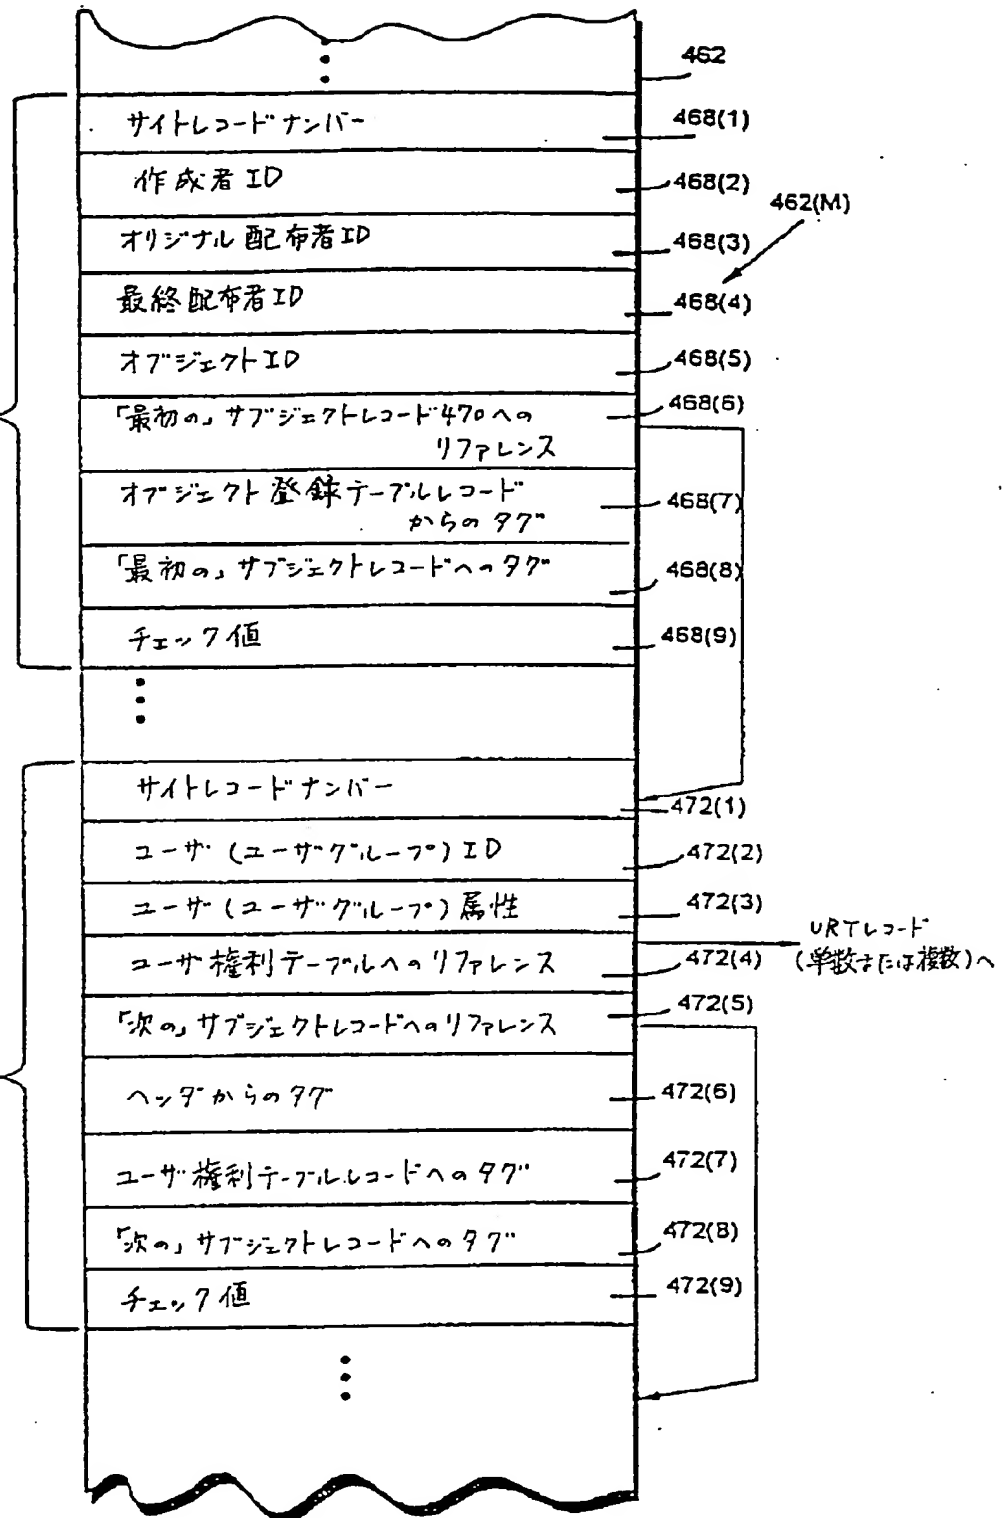 462
サイトレコードナンバー
468(1)
作成者ID
468(2)
462(M)
オリジナル配布者ID
468(3)
最終配布者ID
468(4)
オブジェクトID
468(5)
「最初の」サブジェクトレコード470への
リファレンス
468(6)
オブジェクト登録テーブルレコード
からのタグ
468(7)
「最初の」サブジェクトレコードへのタグ
468(8)
チェック値
468(9)
サイトレコードナンバー
472(1)
ユーザ(ユーザグループ)ID
472(2)
ユーザ(ユーザグループ)属性
472(3)
URTレコード
(単数または複数)へ
ユーザ権利テーブルへのリファレンス
472(4)
「次の」サブジェクトレコードへのリファレンス
472(5)
ヘッダからのタグ
472(6)
ユーザ権利テーブルレコードへのタグ
472(7)
「次の」サブジェクトレコードへのタグ
472(8)
チェック値
472(9)